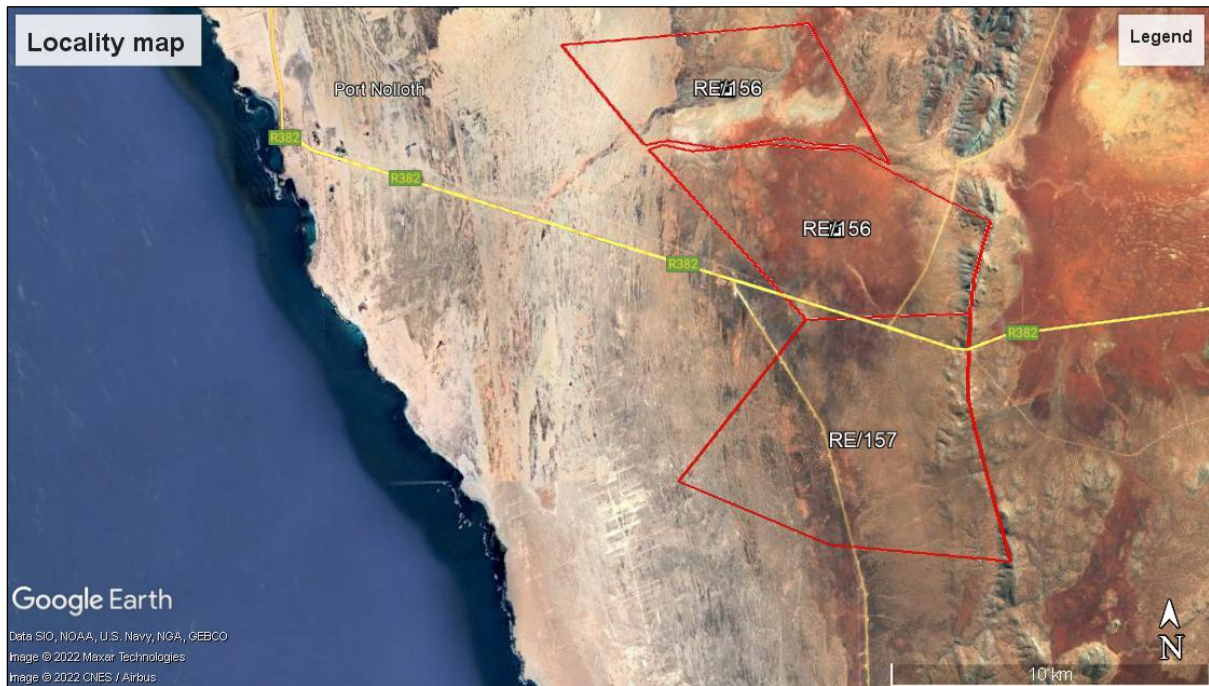 Locality map
Legend
Port Nolloth
RE/156
R382
R382
RE/156
R382
R382
RE/157
Google Earth
Data SIO, NOAA, U.S. Navy, NGA, GEBCO
Image © 2022 Maxar Technologies
Image © 2022 CNES / Airbus
N
10 km